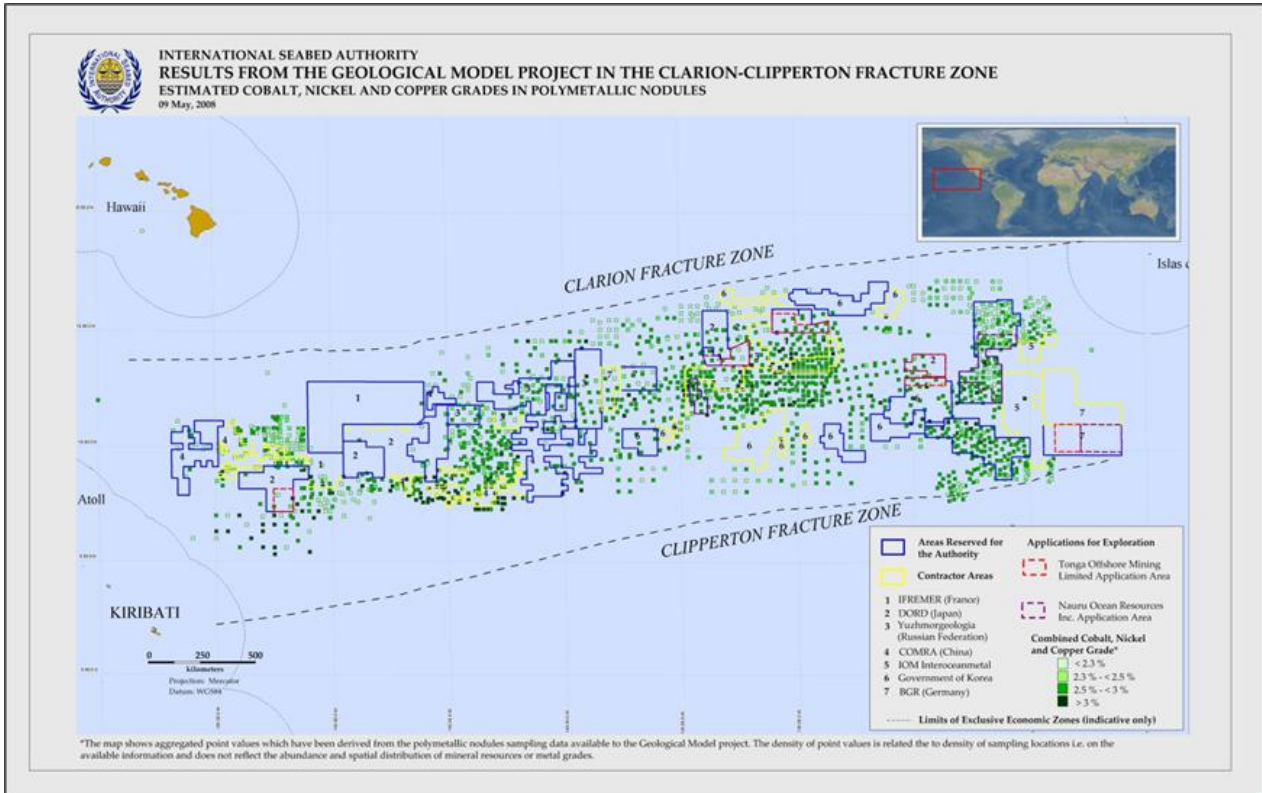 INTERNATIONAL SEABED AUTHORITY
RESULTS FROM THE GEOLOGICAL MODEL PROJECT IN THE CLARION-CLIPPERTON FRACTURE ZONE
ESTIMATED COBALT, NICKEL AND COPPER GRADES IN POLYMETALLIC NODULES
09 May, 2008
Hawaii
Islas
CLARION FRACTURE ZONE
CLIPPERTON FRACTURE ZONE
Atoll
KIRIBATI
0 250 500
kilometers
Projection: Mercator
Datum: WGS84
Areas Reserved for
the Authority
Contractor Areas
1 IFREMER (France)
2 DORD (Japan)
3 Yuzhmorgeologia
(Russian Federation)
4 COMRA (China)
5 IOM Interoceanmetal
6 Government of Korea
7 BGR (Germany)
Applications for Exploration
Tonga Offshore Mining
Limited Application Area
Nauru Ocean Resources
Inc. Application Area
Combined Cobalt, Nickel
and Copper Grade*
< 2.3 %
2.3 % - < 2.5 %
2.5 % - < 3 %
> 3 %
Limits of Exclusive Economic Zones (indicative only)
*The map shows aggregated point values which have been derived from the polymetallic nodules sampling data available to the Geological Model project. The density of point values is related the to density of sampling locations i.e. on the
available information and does not reflect the abundance and spatial distribution of mineral resources or metal grades.